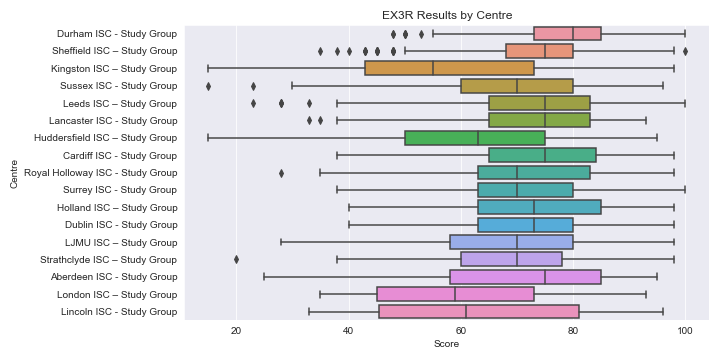 EX3R Results by Centre
Centre
Durham ISC - Study Group
Sheffield ISC – Study Group
Kingston ISC – Study Group
Sussex ISC - Study Group
Leeds ISC – Study Group
Lancaster ISC – Study Group
Huddersfield ISC – Study Group
Cardiff ISC - Study Group
Royal Holloway ISC - Study Group
Surrey ISC - Study Group
Holland ISC – Study Group
Dublin ISC - Study Group
LJMU ISC – Study Group
Strathclyde ISC – Study Group
Aberdeen ISC - Study Group
London ISC – Study Group
Lincoln ISC - Study Group
20 40 60 80 100
Score